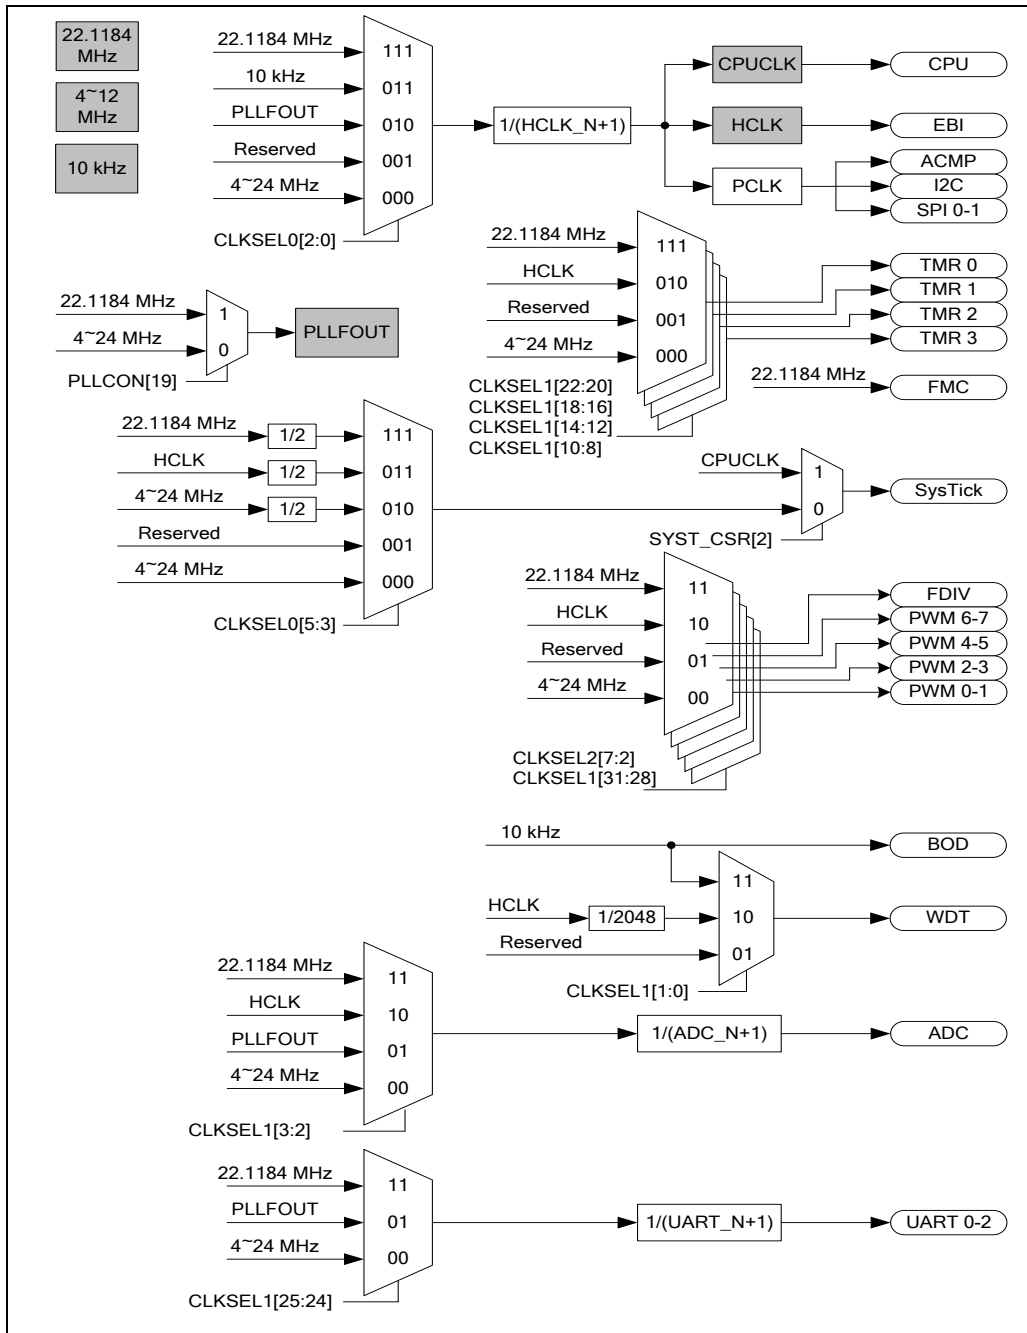 22.1184
MHz
4~12
MHz
10 kHz
22.1184 MHz
10 kHz
PLLFOUT
Reserved
4~24 MHz
111
011
010
001
000
CLKSEL0[2:0]
1/(HCLK_N+1)
CPUCLK
HCLK
PCLK
CPU
EBI
ACMP
I2C
SPI 0-1
22.1184 MHz
HCLK
Reserved
4~24 MHz
111
010
001
000
CLKSEL1[22:20]
CLKSEL1[18:16]
CLKSEL1[14:12]
CLKSEL1[10:8]
TMR 0
TMR 1
TMR 2
TMR 3
22.1184 MHz
FMC
22.1184 MHz
4~24 MHz
1
0
PLLCON[19]
PLLFOUT
22.1184 MHz
HCLK
4~24 MHz
Reserved
4~24 MHz
1/2
1/2
1/2
111
011
010
001
000
CLKSEL0[5:3]
CPUCLK
1
0
SYST_CSR[2]
SysTick
22.1184 MHz
HCLK
Reserved
4~24 MHz
11
10
01
00
CLKSEL2[7:2]
CLKSEL1[31:28]
FDIV
PWM 6-7
PWM 4-5
PWM 2-3
PWM 0-1
10 kHz
BOD
HCLK
1/2048
Reserved
11
10
01
CLKSEL1[1:0]
WDT
22.1184 MHz
HCLK
PLLFOUT
4~24 MHz
11
10
01
00
CLKSEL1[3:2]
1/(ADC_N+1)
ADC
22.1184 MHz
PLLFOUT
4~24 MHz
11
01
00
CLKSEL1[25:24]
1/(UART_N+1)
UART 0-2